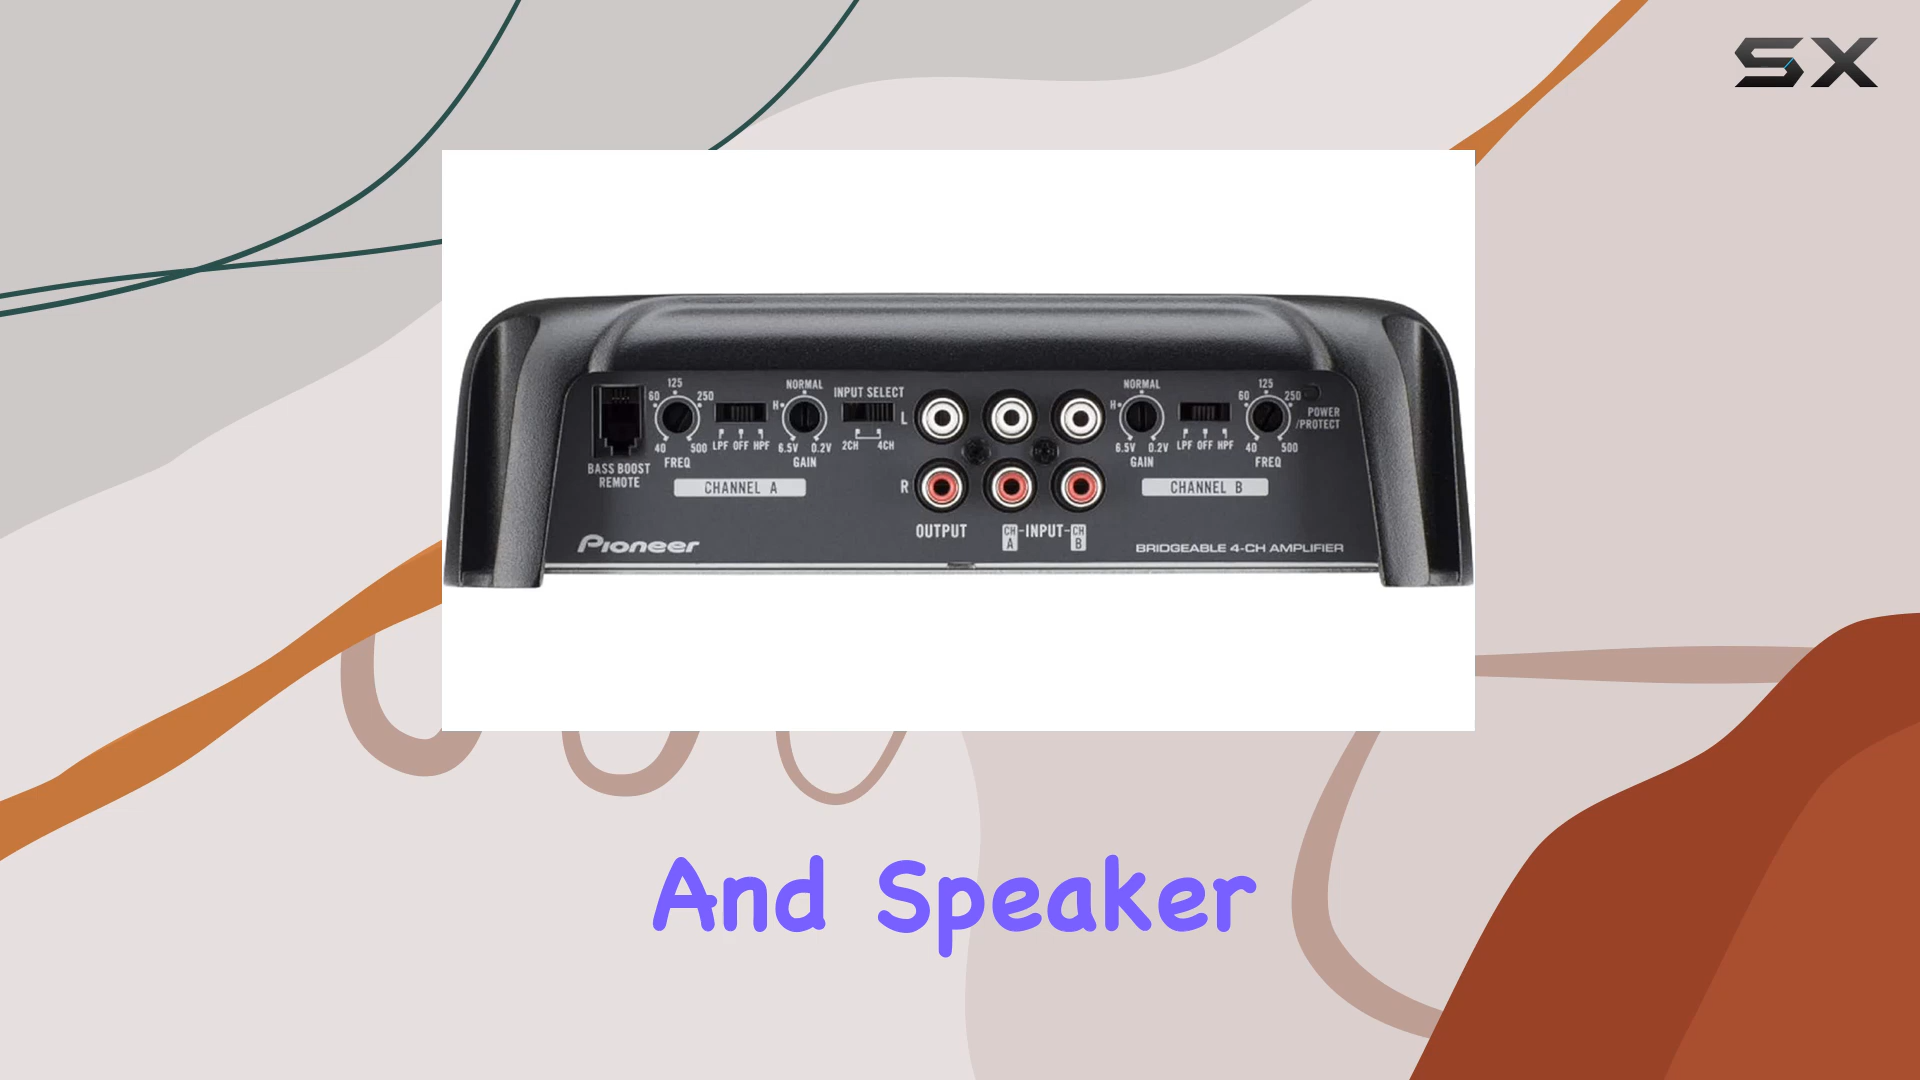 SX
125
60 250
40 500
FREQ
BASS BOOST
REMOTE
LPF OFF HPF
NORMAL
H
6.5V 0.2V
GAIN
INPUT SELECT
2CH 4CH
CHANNEL A
L
R
OUTPUT
CH A -INPUT- CH B
NORMAL
H
6.5V 0.2V
GAIN
LPF OFF HPF
125
60 250
40 500
FREQ
POWER
/PROTECT
CHANNEL B
Pioneer
BRIDGEABLE 4-CH AMPLIFIER
And Speaker